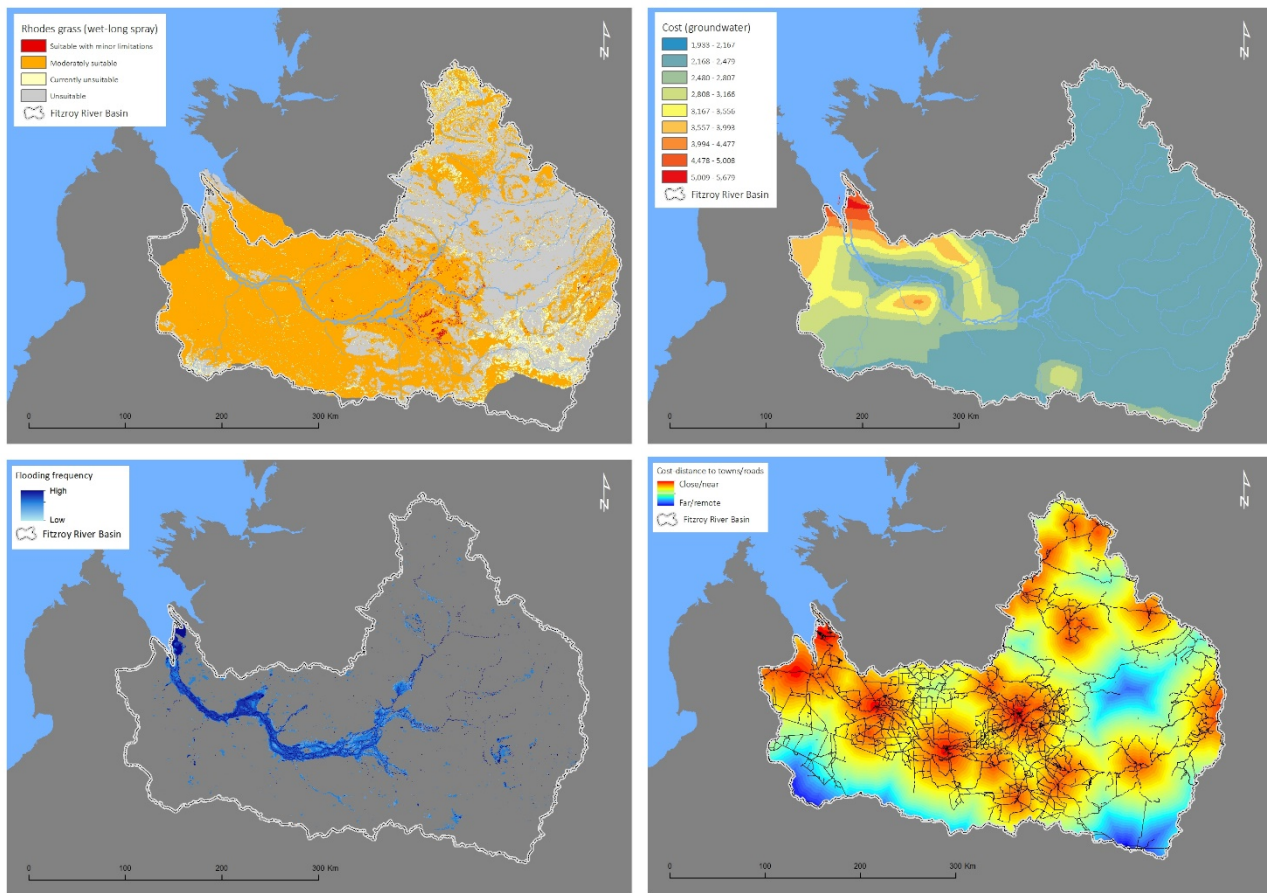 Rhodes grass (wet-long spray)
Suitable with minor limitations
Moderately suitable
Currently unsuitable
Unsuitable
Fitzroy River Basin
N
0 100 200 300 Km
Cost (groundwater)
1,933 - 2,167
2,168 - 2,479
2,480 - 2,807
2,808 - 3,166
3,167 - 3,556
3,557 - 3,993
3,994 - 4,477
4,478 - 5,008
5,009 - 5,679
Fitzroy River Basin
N
0 100 200 300 Km
Flooding frequency
High
Low
Fitzroy River Basin
N
0 100 200 300 Km
Cost-distance to towns/roads
Close/near
Far/remote
Fitzroy River Basin
N
0 100 200 300 Km